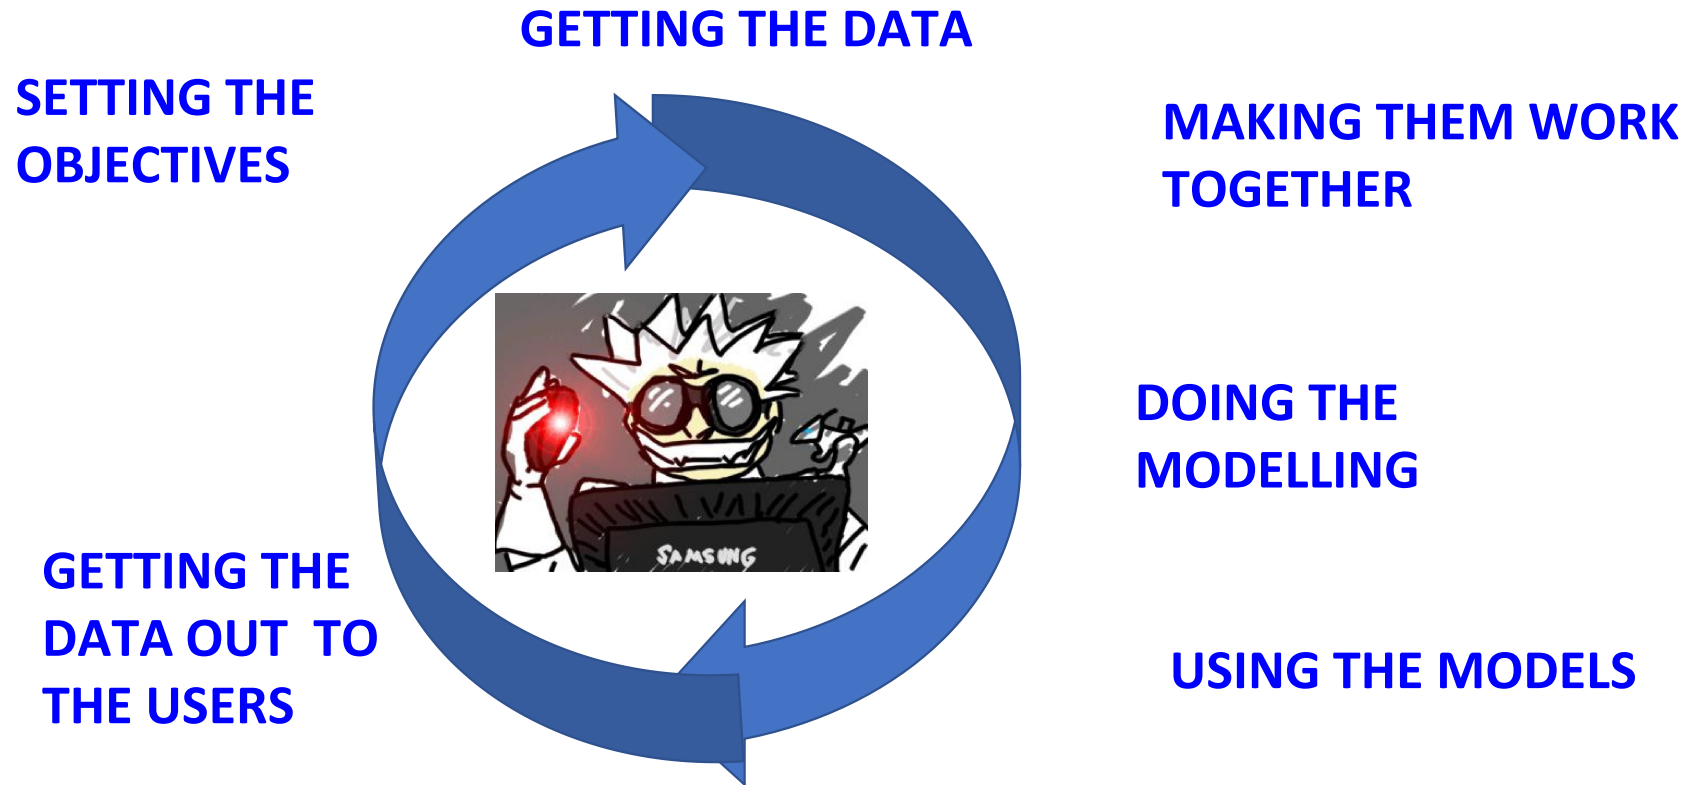 GETTING THE DATA
SETTING THE
OBJECTIVES
MAKING THEM WORK
TOGETHER
DOING THE
MODELLING
USING THE MODELS
GETTING THE
DATA OUT  TO
THE USERS
SAMSUNG